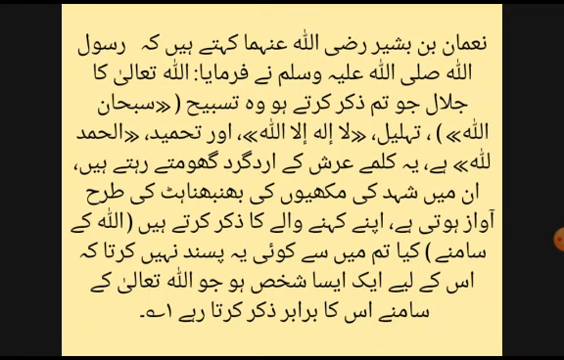 نعمان بن بشیر رضی اللہ عنہما کہتے ہیں کہ رسول
اللہ صلی اللہ علیہ وسلم نے فرمایا: اللہ تعالیٰ کا
جلال جو تم ذکر کرتے ہو وہ تسبیح («سبحان
الله») ، تہلیل، «لا إله إلا الله»، اور تحمید، «الحمد
لله» ہے، یہ کلمے عرش کے اردگرد گھومتے رہتے ہیں،
ان میں شہد کی مکھیوں کی بھنبھناہٹ کی طرح
آواز ہوتی ہے، اپنے کہنے والے کا ذکر کرتے ہیں (اللہ کے
سامنے) کیا تم میں سے کوئی یہ پسند نہیں کرتا کہ
اس کے لیے ایک ایسا شخص ہو جو اللہ تعالیٰ کے
سامنے اس کا برابر ذکر کرتا رہے ۱؎۔